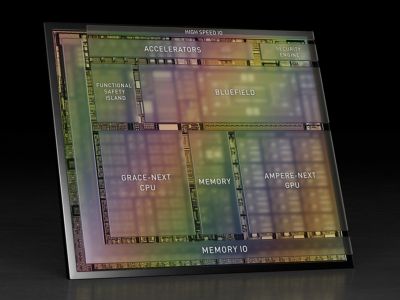 HIGH SPEED IO
ACCELERATORS
SECURITY
ENGINE
FUNCTIONAL
SAFETY
ISLAND
BLUEFIELD
GRACE-NEXT
CPU
MEMORY
AMPERE-NEXT
GPU
MEMORY IO